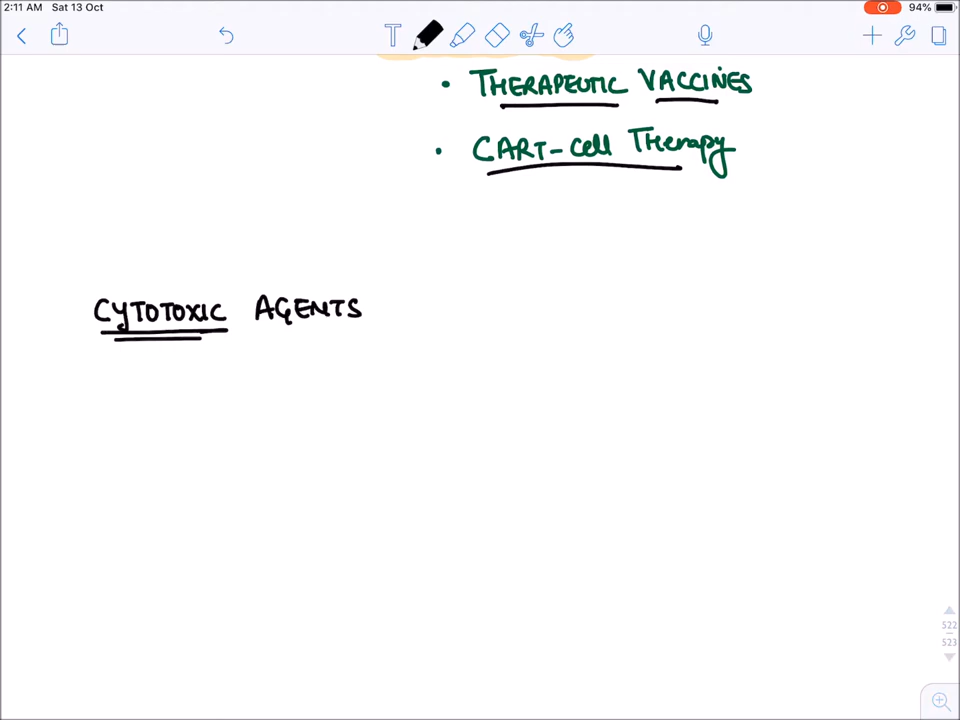 2:11 AM Sat 13 Oct 94%
T
• THERAPEUTIC VACCINES
• CART-cell Therapy
CYTOTOXIC AGENTS
522
523